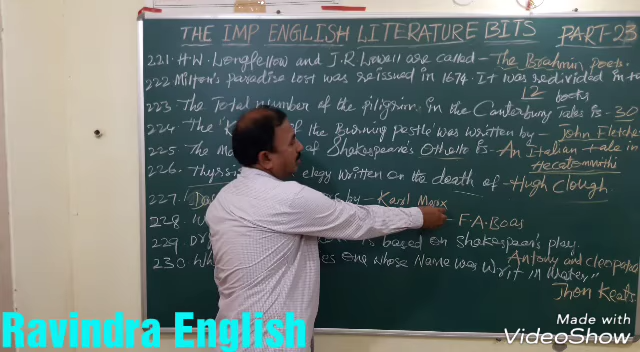 THE IMP ENGLISH LITERATURE BITS PART-23
221. H.W. Longfellow and J.R Lowell are called - The Brahmin Poets.
222 Milton's paradise lost was reissued in 1674. It was redivided in to
12 books
223 The Total Number of the pilgrims in the Canterbury Tales is - 30
224 The of the Burning pestle was written by - John Fletche
225 The of Shakespeare's Othello is - An Italian tale in
Hecatommithi
226. Thyrsis elegy written on the death of - Hugh Clough
227. by - Karl Marx
228. - F.A. Boas
229. is based on Shakespear's play.
Antony and cleopatra
230 one whose Name was writ in water"
Jhon Keats
Ravindra English
Made with
VideoShow